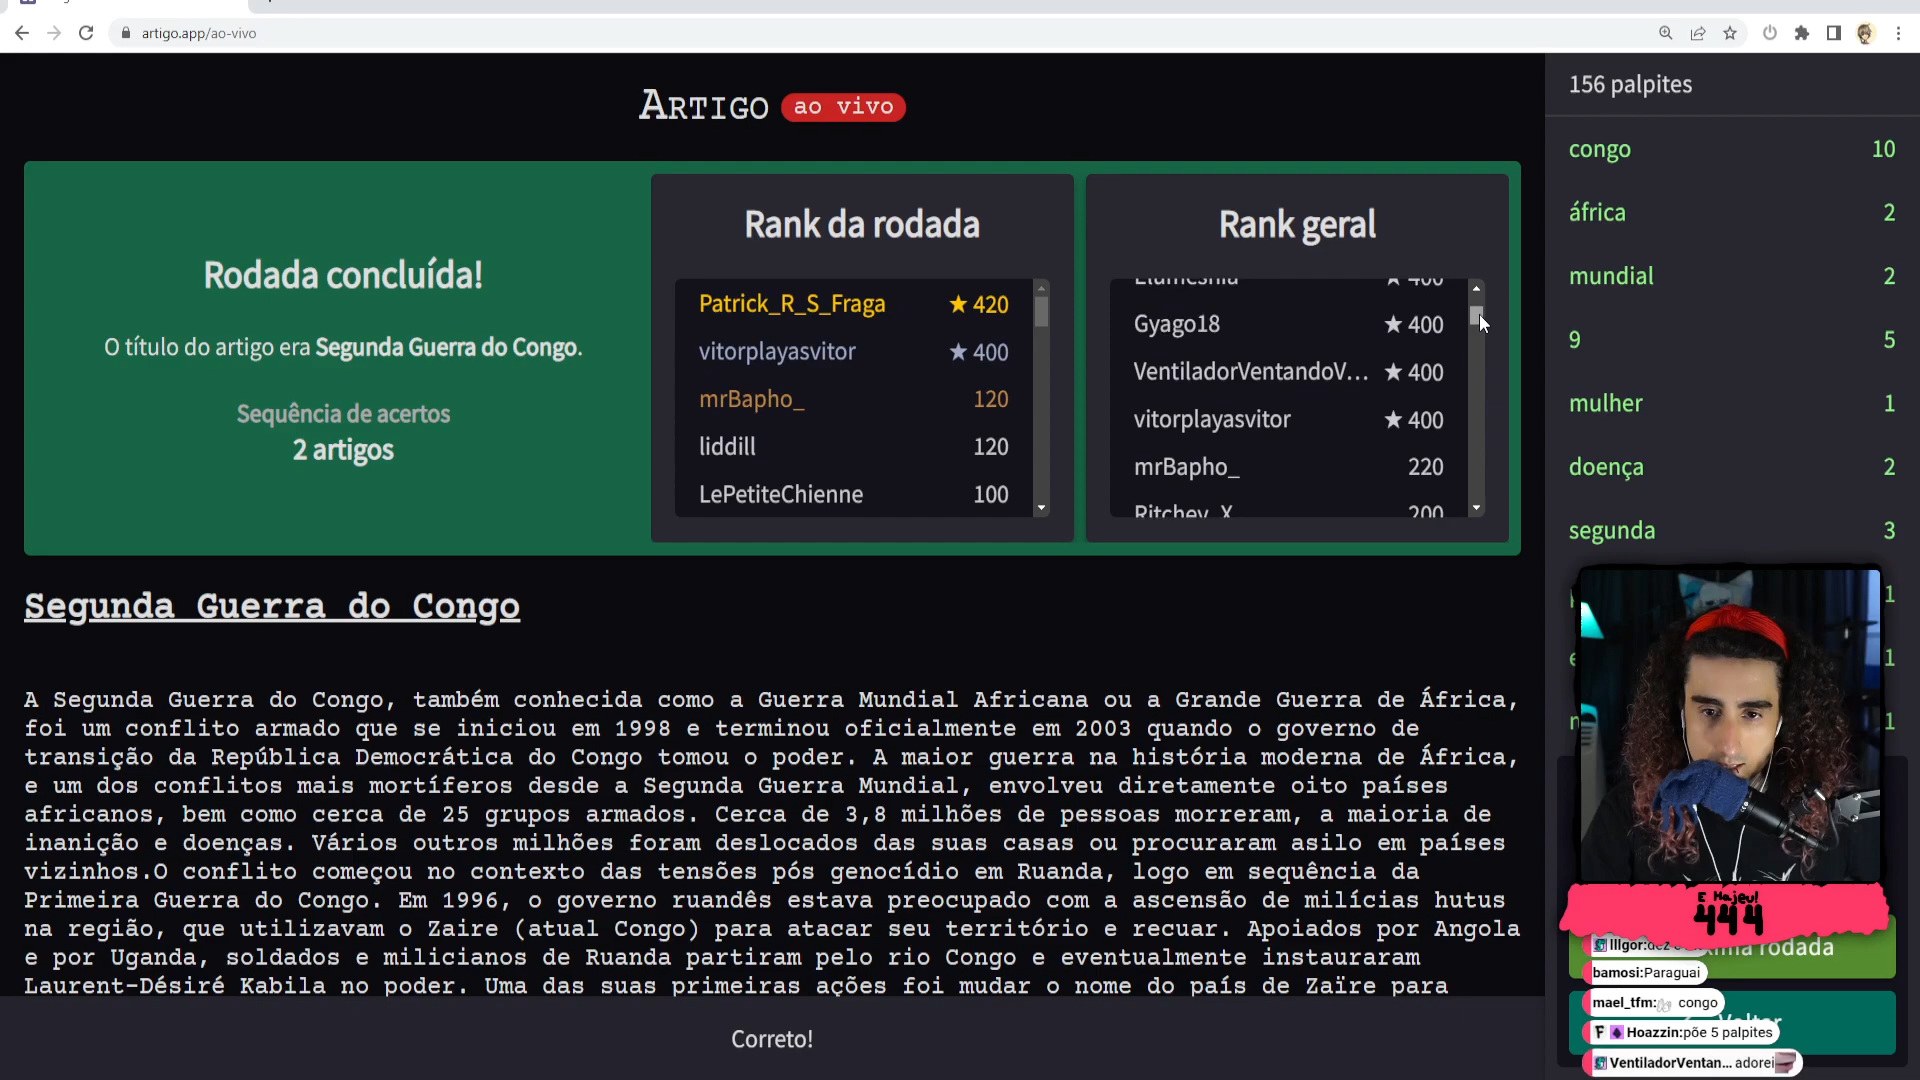 artigo.app/ao-vivo
ARTIGO ao vivo
Rodada concluída!
O título do artigo era Segunda Guerra do Congo.
Sequência de acertos
2 artigos
Rank da rodada
Patrick_R_S_Fraga ★ 420
vitorplayasvitor ★ 400
mrBapho_ 120
liddill 120
LePetiteChienne 100
Rank geral
★ 400
Gyago18 ★ 400
VentiladorVentandoV... ★ 400
vitorplayasvitor ★ 400
mrBapho_ 220
Ritchey_X 200
156 palpites
congo 10
áfrica 2
mundial 2
9 5
mulher 1
doença 2
segunda 3
1
1
1
Segunda Guerra do Congo
A Segunda Guerra do Congo, também conhecida como a Guerra Mundial Africana ou a Grande Guerra de África,
foi um conflito armado que se iniciou em 1998 e terminou oficialmente em 2003 quando o governo de
transição da República Democrática do Congo tomou o poder. A maior guerra na história moderna de África,
e um dos conflitos mais mortíferos desde a Segunda Guerra Mundial, envolveu diretamente oito países
africanos, bem como cerca de 25 grupos armados. Cerca de 3,8 milhões de pessoas morreram, a maioria de
inanição e doenças. Vários outros milhões foram deslocados das suas casas ou procuraram asilo em países
vizinhos.O conflito começou no contexto das tensões pós genocídio em Ruanda, logo em sequência da
Primeira Guerra do Congo. Em 1996, o governo ruandês estava preocupado com a ascensão de milícias hutus
na região, que utilizavam o Zaire (atual Congo) para atacar seu território e recuar. Apoiados por Angola
e por Uganda, soldados e milicianos de Ruanda partiram pelo rio Congo e eventualmente instauraram
Laurent-Désiré Kabila no poder. Uma das suas primeiras ações foi mudar o nome do país de Zaïre para
Correto!
444
rodada
bamosi:Paraguai
mael_tfm: congo
Voltar
Hoazzin:põe 5 palpites
VentiladorVentan... adorei